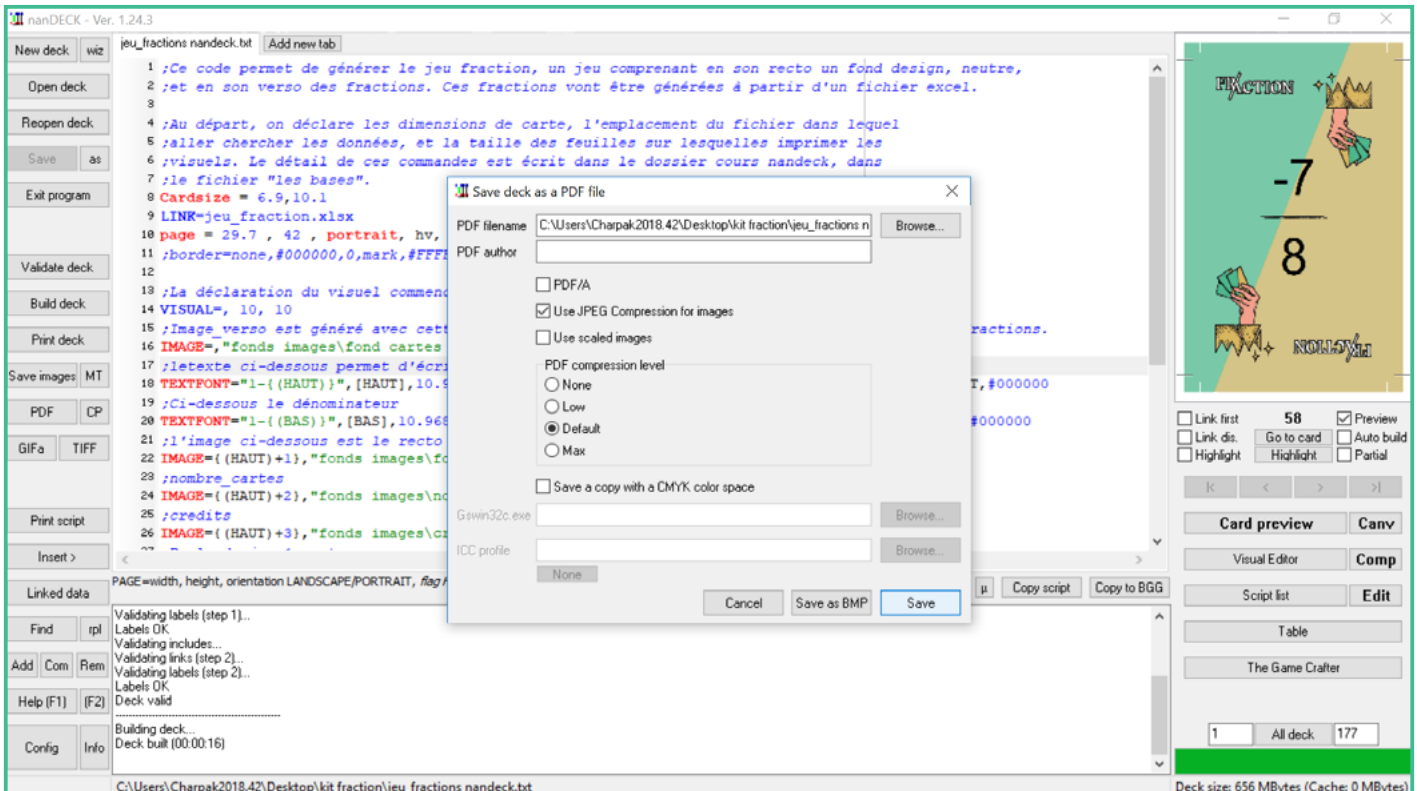 nanDECK - Ver. 1.24.3
New deck wiz
Open deck
Reopen deck
Save as
Exit program
Validate deck
Build deck
Print deck
Save images MT
PDF CP
GIFa TIFF
Print script
Insert >
Linked data
Find rpl
Add Com Rem
Help (F1) (F2)
Config Info
jeu_fractions nandeck.txt Add new tab
1 ;Ce code permet de générer le jeu fraction, un jeu comprenant en son recto un fond design, neutre,
2 ;et en son verso des fractions. Ces fractions vont être générées à partir d'un fichier excel.
3
4 ;Au départ, on déclare les dimensions de carte, l'emplacement du fichier dans lequel
5 ;aller chercher les données, et la taille des feuilles sur lesquelles imprimer les
6 ;visuels. Le détail de ces commandes est écrit dans le dossier cours nandeck, dans
7 ;le fichier "les bases".
8 Cardsize = 6.9,10.1
9 LINK=jeu_fraction.xlsx
10 page = 29.7 , 42 , portrait, hv,
11 ;border=none,#000000,0,mark,
12
13 ;La déclaration du visuel
14 VISUAL=, 10, 10
15 ;Image_verso est généré avec ractions.
16 IMAGE=,"fonds images\fond cartes
17 ;letexte ci-dessous permet
18 TEXTFONT="1-{(HAUT)}",[HAUT],10.9 T,#000000
19 ;Ci-dessous le dénominateur
20 TEXTFONT="1-{(BAS)}",[BAS],10.968 #000000
21 ;l'image ci-dessous est le recto
22 IMAGE={(HAUT)+1},"fonds images\fo
23 ;nombre_cartes
24 IMAGE={(HAUT)+2},"fonds images\no
25 ;credits
26 IMAGE={(HAUT)+3},"fonds images\cr
PAGE=width, height, orientation LANDSCAPE/PORTRAIT, flag
µ Copy script Copy to BGG
Save deck as a PDF file
PDF filename C:\Users\Charpak2018.42\Desktop\kit fraction\jeu_fractions n Browse...
PDF author
PDF/A
Use JPEG Compression for images
Use scaled images
PDF compression level
None
Low
Default
Max
Save a copy with a CMYK color space
Gswin32c.exe Browse...
ICC profile Browse...
None
Cancel Save as BMP Save
Validating labels (step 1)...
Labels OK
Validating includes...
Validating links (step 2)...
Validating labels (step 2)...
Labels OK
Deck valid
Building deck...
Deck built (00:00:16)
C:\Users\Charpak2018.42\Desktop\kit fraction\jeu_fractions nandeck.txt
FRACTION
-7
8
FRACTION
Link first 58 Preview
Link dis. Go to card Auto build
Highlight Highlight Partial
K < > >|
Card preview Canv
Visual Editor Comp
Script list Edit
Table
The Game Crafter
1 All deck 177
Deck size: 656 MBytes (Cache: 0 MBytes)